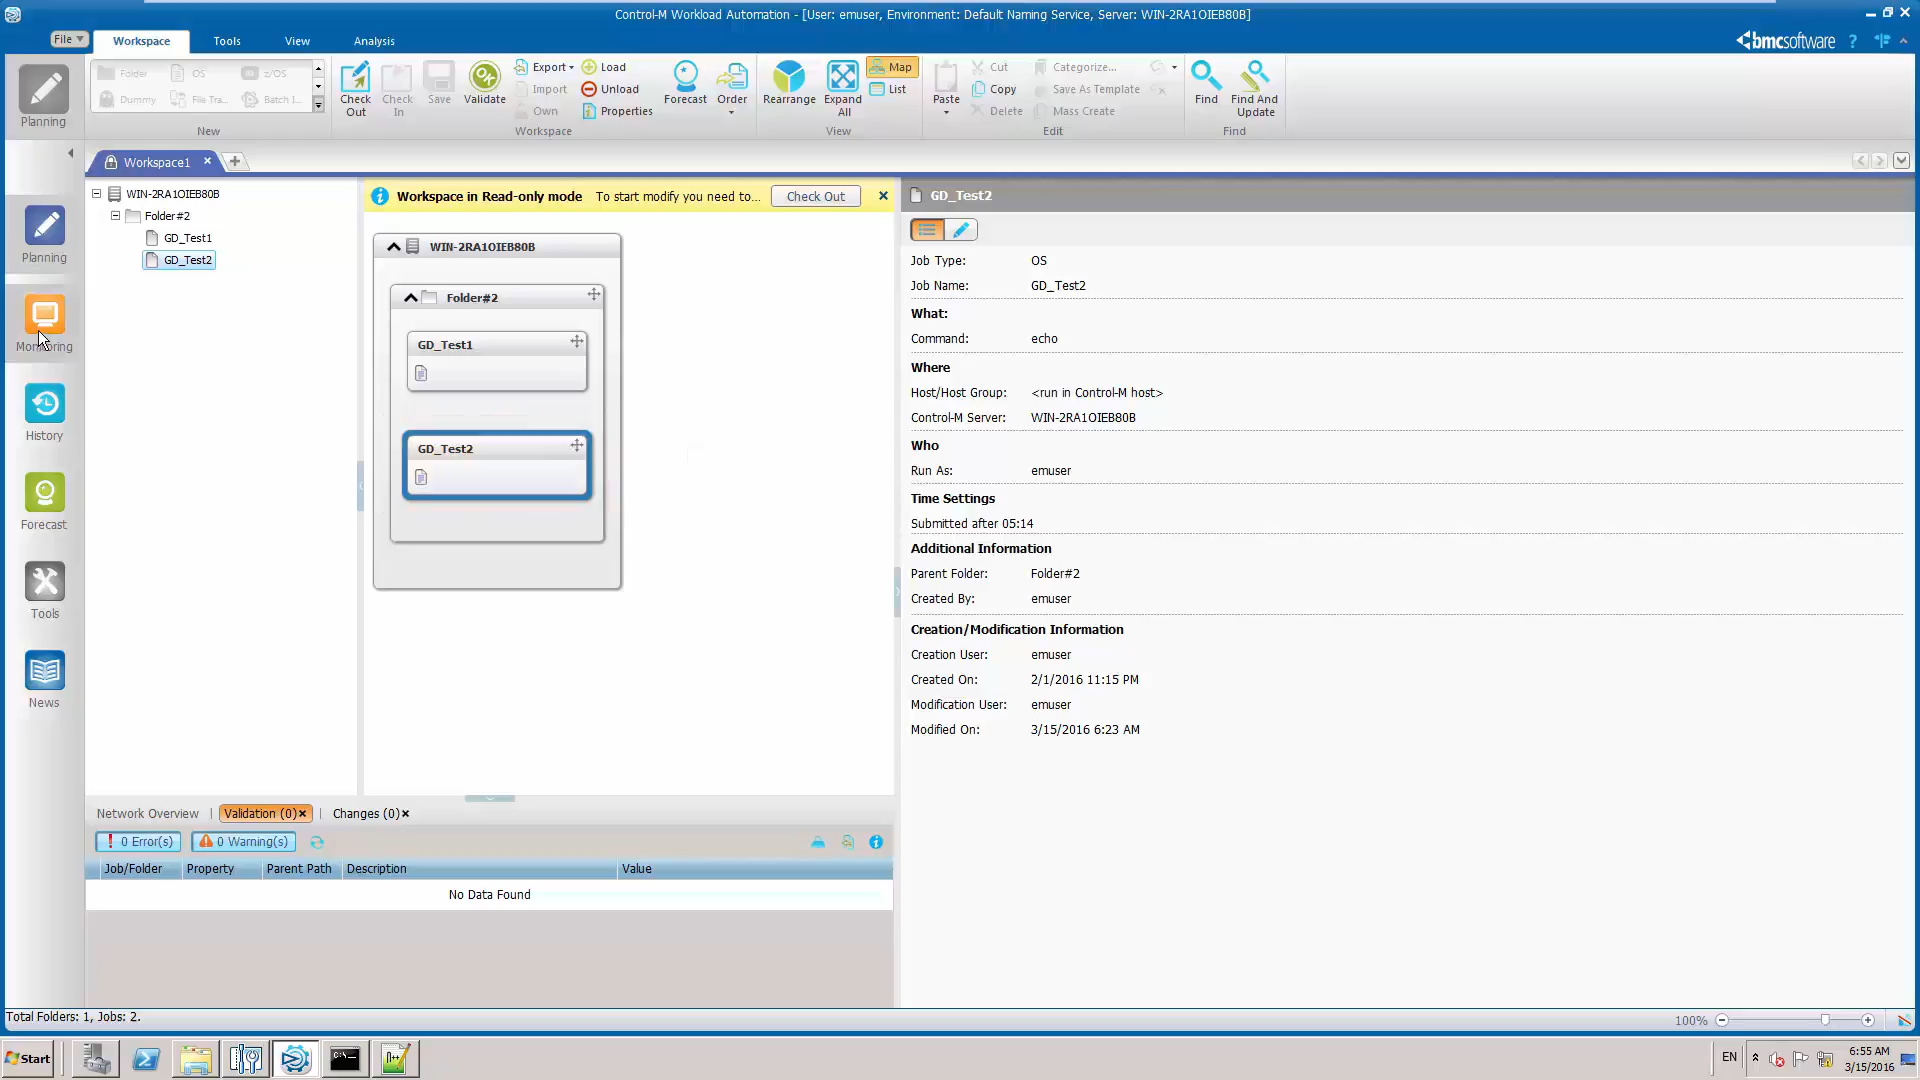 Control-M Workload Automation - [User: emuser, Environment: Default Naming Service, Server: WIN-2RA1OIEB80B]
File Workspace Tools View Analysis
bmcsoftware ?
Planning
Folder OS z/OS
Dummy File Tra... Batch I...
New
Check Out
Check In
Save
Validate
Export Load
Import Unload
Own Properties
Forecast
Order
Workspace
Rearrange
Expand All
Map
List
View
Paste
Cut
Copy
Delete
Categorize...
Save As Template
Mass Create
Edit
Find
Find And Update
Find
Workspace1
Planning
Monitoring
History
Forecast
Tools
News
WIN-2RA1OIEB80B
Folder#2
GD_Test1
GD_Test2
Workspace in Read-only mode To start modify you need to... Check Out
WIN-2RA1OIEB80B
Folder#2
GD_Test1
GD_Test2
GD_Test2
Job Type: OS
Job Name: GD_Test2
What:
Command: echo
Where
Host/Host Group: <run in Control-M host>
Control-M Server: WIN-2RA1OIEB80B
Who
Run As: emuser
Time Settings
Submitted after 05:14
Additional Information
Parent Folder: Folder#2
Created By: emuser
Creation/Modification Information
Creation User: emuser
Created On: 2/1/2016 11:15 PM
Modification User: emuser
Modified On: 3/15/2016 6:23 AM
Network Overview | Validation (0) | Changes (0)
0 Error(s) 0 Warning(s)
Job/Folder Property Parent Path Description Value
No Data Found
Total Folders: 1, Jobs: 2.
100%
Start
EN
6:55 AM
3/15/2016